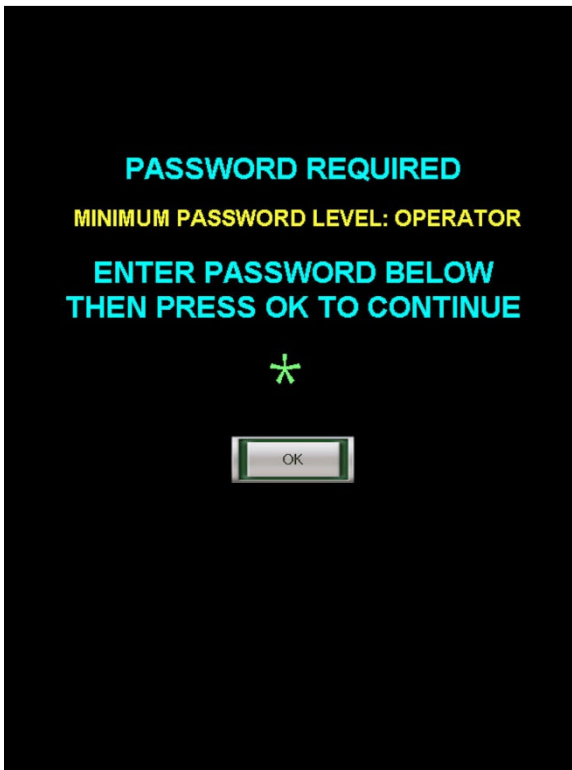 PASSWORD REQUIRED
MINIMUM PASSWORD LEVEL: OPERATOR
ENTER PASSWORD BELOW
THEN PRESS OK TO CONTINUE
*
OK